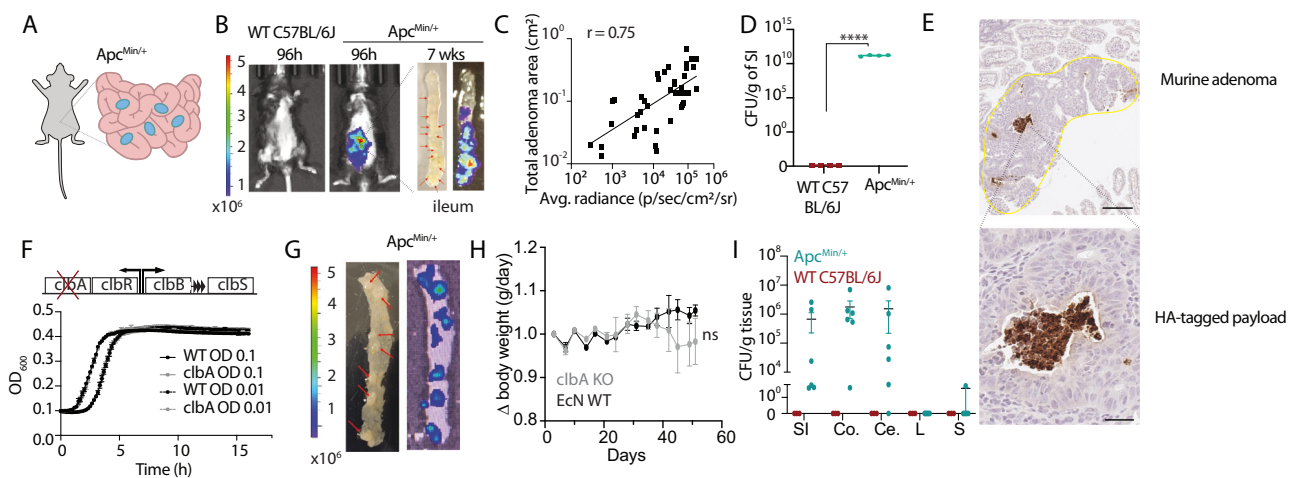 A
Apc^Min/+
B
WT C57BL/6J
Apc^Min/+
96h
96h
7 wks
5
4
3
2
1
x10^6
ileum
C
Total adenoma area (cm²)
10^0
10^-1
10^-2
r = 0.75
10^2
10^3
10^4
10^5
10^6
Avg. radiance (p/sec/cm²/sr)
D
CFU/g of SI
10^15
10^10
10^5
10^0
0
****
WT C57
BL/6J
Apc^Min/+
E
Murine adenoma
HA-tagged payload
F
clbA
clbR
clbB
clbS
OD600
0.4
0.3
0.2
0.1
0.0
WT OD 0.1
clbA OD 0.1
WT OD 0.01
clbA OD 0.01
0
5
10
15
Time (h)
G
Apc^Min/+
5
4
3
2
1
x10^6
H
Δ body weight (g/day)
1.2
1.0
0.9
0.8
ns
clbA KO
EcN WT
0
20
40
60
Days
I
CFU/g tissue
10^8
10^6
10^4
10^2
10^0
0
Apc^Min/+
WT C57BL/6J
SI
Co.
Ce.
L
S